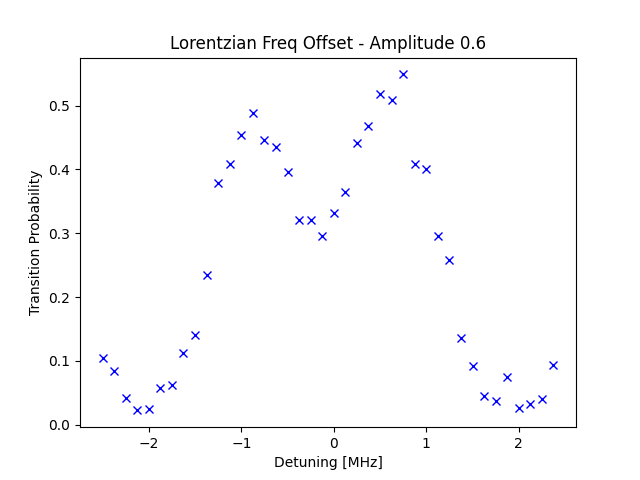 Lorentzian Freq Offset - Amplitude 0.6
Transition Probability
0.5
0.4
0.3
0.2
0.1
0.0
−2 −1 0 1 2
Detuning [MHz]